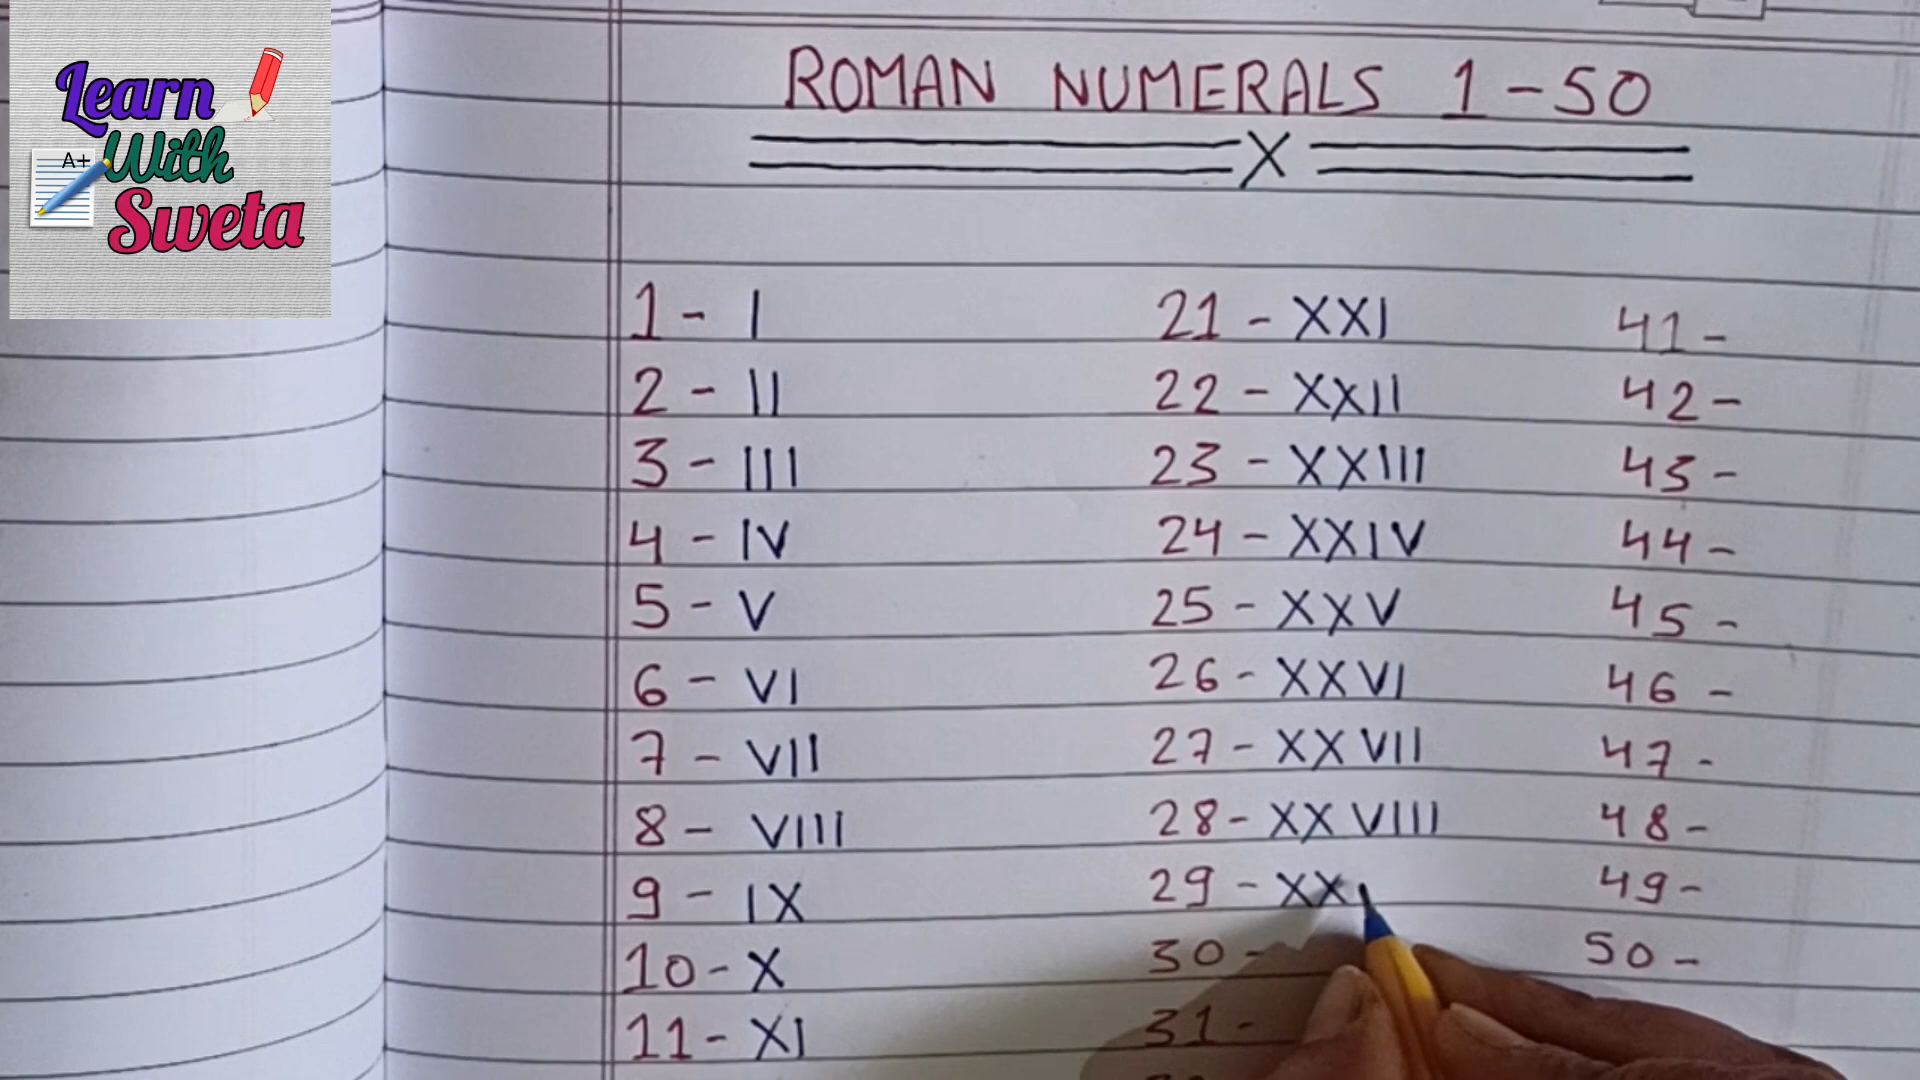 Learn
A+ With
Sweta
ROMAN NUMERALS 1-50
X
1 - I
2 - II
3 - III
4 - IV
5 - V
6 - VI
7 - VII
8 - VIII
9 - IX
10 - X
11 - XI
21 - XXI
22 - XXII
23 - XXIII
24 - XXIV
25 - XXV
26 - XXVI
27 - XXVII
28 - XXVIII
29 - XXI
30 -
31 -
41 -
42 -
43 -
44 -
45 -
46 -
47 -
48 -
49 -
50 -